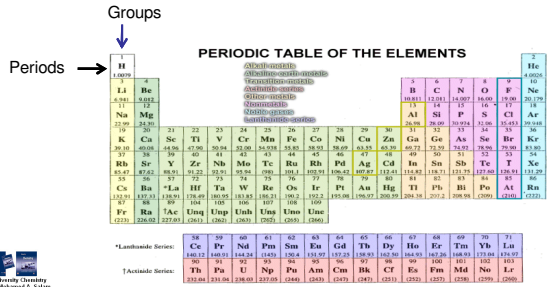 Groups
Periods
PERIODIC TABLE OF THE ELEMENTS
Alkali metals
Alkaline earth metals
Transition metals
Actinide series
Other metals
Nonmetals
Noble gases
Lanthanide series
1 2
H He
1.0079 4.0026
3 4 5 6 7 8 9 10
Li Be B C N O F Ne
6.941 9.012 10.811 12.011 14.007 16.00 19.00 20.179
11 12 13 14 15 16 17 18
Na Mg Al Si P S Cl Ar
22.99 24.30 26.98 28.09 30.974 32.06 35.453 39.948
19 20 21 22 23 24 25 26 27 28 29 30 31 32 33 34 35 36
K Ca Sc Ti V Cr Mn Fe Co Ni Cu Zn Ga Ge As Se Br Kr
39.10 40.08 44.96 47.90 50.94 52.00 54.938 55.85 58.93 58.69 63.55 65.39 69.72 72.59 74.92 78.96 79.90 83.80
37 38 39 40 41 42 43 44 45 46 47 48 49 50 51 52 53 54
Rb Sr Y Zr Nb Mo Tc Ru Rh Pd Ag Cd In Sn Sb Te I Xe
85.47 87.62 88.91 91.22 92.91 95.94 (98) 101.1 102.91 106.42 107.87 112.41 114.82 118.71 121.75 127.60 126.91 131.29
55 56 57 72 73 74 75 76 77 78 79 80 81 82 83 84 85 86
Cs Ba *La Hf Ta W Re Os Ir Pt Au Hg Tl Pb Bi Po At Rn
132.91 137.33 138.91 178.49 180.95 183.85 186.21 190.2 192.2 195.08 196.97 200.59 204.38 207.2 208.98 (209) (210) (222)
87 88 89 104 105 106 107 108 109
Fr Ra †Ac Unq Unp Unh Uns Uno Une
(223) 226.02 227.03 (261) (262) (263) (262) (265) (266)
58 59 60 61 62 63 64 65 66 67 68 69 70 71
*Lanthanide Series: Ce Pr Nd Pm Sm Eu Gd Tb Dy Ho Er Tm Yb Lu
140.12 140.91 144.24 (145) 150.4 151.97 157.25 158.93 162.50 164.93 167.26 168.93 173.04 174.97
90 91 92 93 94 95 96 97 98 99 100 101 102 103
†Actinide Series: Th Pa U Np Pu Am Cm Bk Cf Es Fm Md No Lr
232.04 231.04 238.03 237.05 (244) (243) (247) (247) (251) (252) (257) (258) (259) (260)